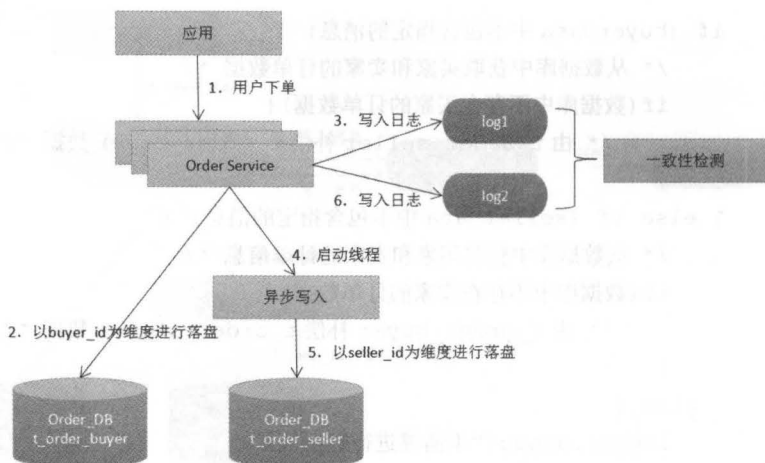 应用
1. 用户下单
3. 写入日志
log1
Order Service
一致性检测
6. 写入日志
log2
4. 启动线程
异步写入
2. 以buyer_id为维度进行落盘
5. 以seller_id为维度进行落盘
Order_DB
t_order_buyer
Order_DB
t_order_seller